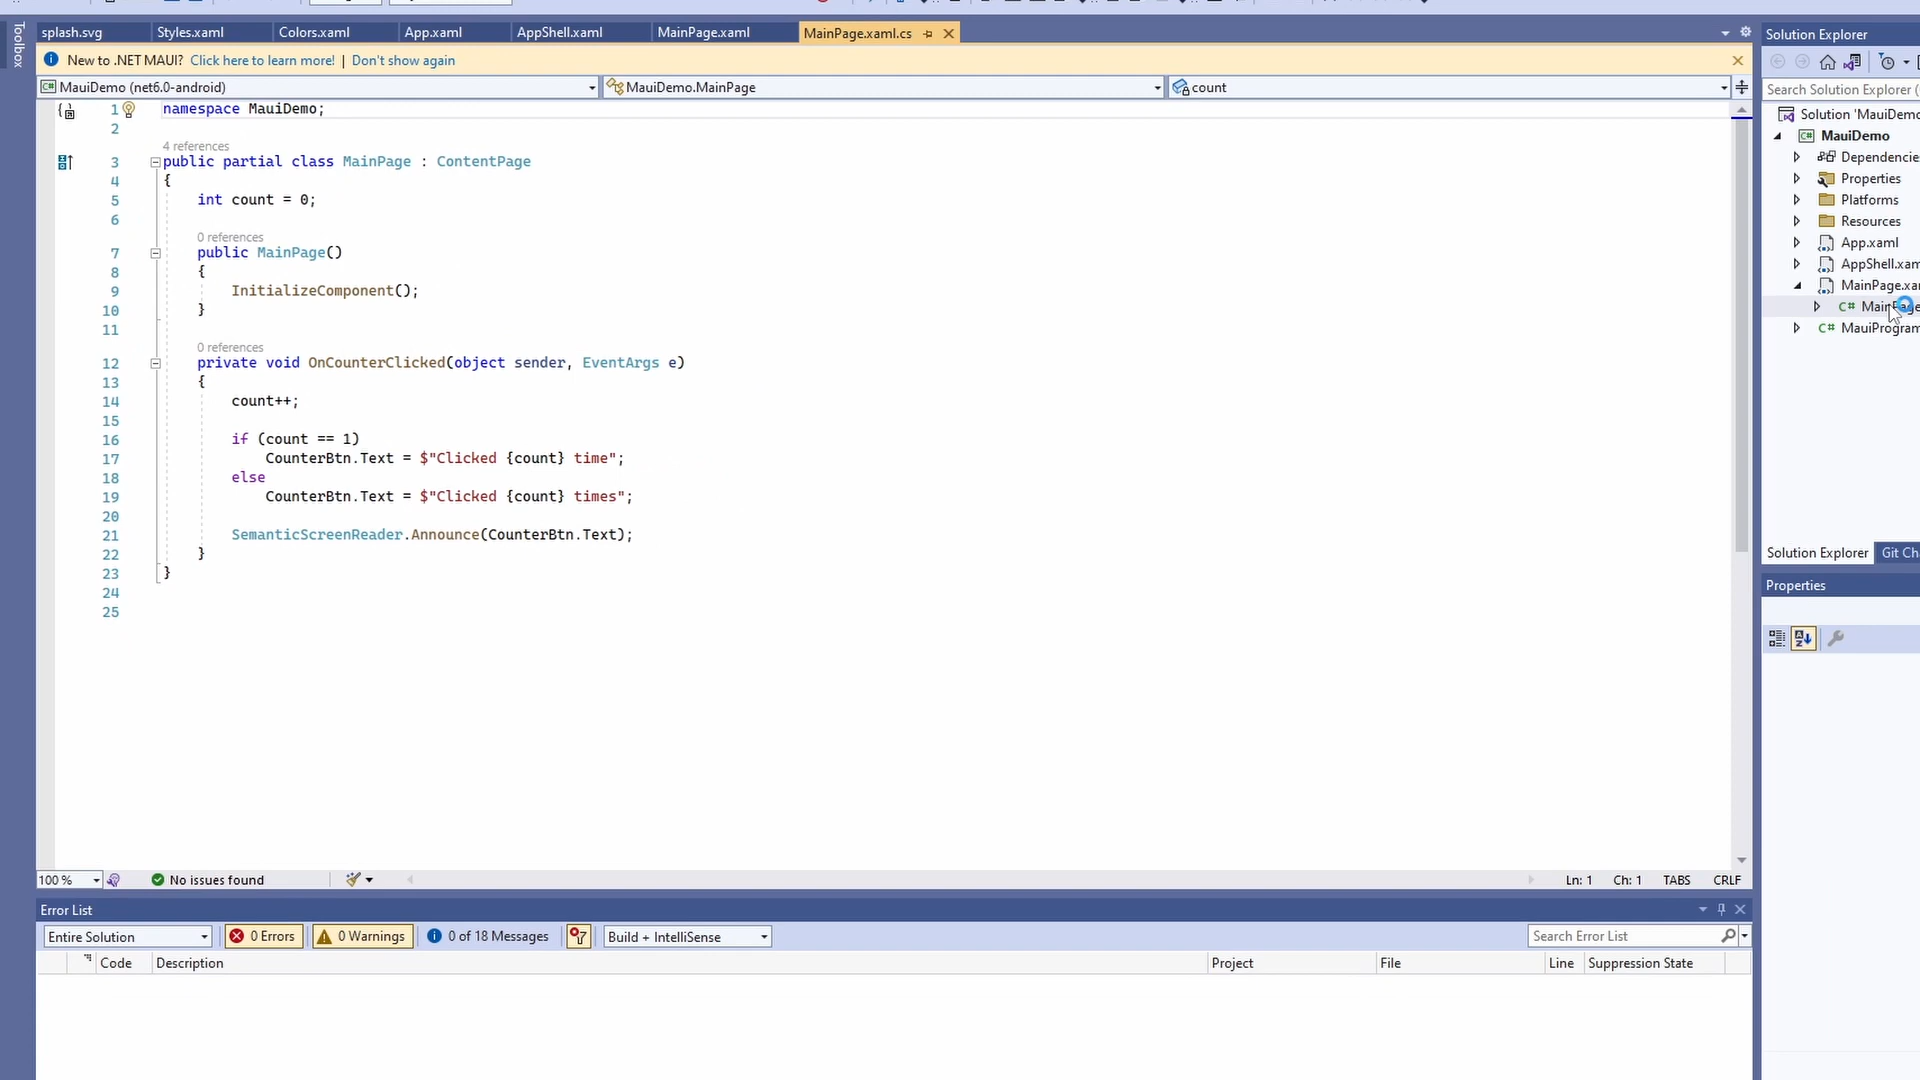 Toolbox
splash.svg
Styles.xaml
Colors.xaml
App.xaml
AppShell.xaml
MainPage.xaml
MainPage.xaml.cs
New to .NET MAUI? Click here to learn more! | Don't show again
MauiDemo (net6.0-android)
MauiDemo.MainPage
count
1 namespace MauiDemo;
2
4 references
3 public partial class MainPage : ContentPage
4 {
5 int count = 0;
6
0 references
7 public MainPage()
8 {
9 InitializeComponent();
10 }
11
0 references
12 private void OnCounterClicked(object sender, EventArgs e)
13 {
14 count++;
15
16 if (count == 1)
17 CounterBtn.Text = $"Clicked {count} time";
18 else
19 CounterBtn.Text = $"Clicked {count} times";
20
21 SemanticScreenReader.Announce(CounterBtn.Text);
22 }
23 }
24
25
100 %
No issues found
Ln: 1 Ch: 1 TABS CRLF
Error List
Entire Solution
0 Errors
0 Warnings
0 of 18 Messages
Build + IntelliSense
Search Error List
Code Description Project File Line Suppression State
Solution Explorer
Search Solution Explorer (
Solution 'MauiDemo
MauiDemo
Dependencie
Properties
Platforms
Resources
App.xaml
AppShell.xam
MainPage.xa
MainPage
MauiProgram
Solution Explorer
Git Ch
Properties